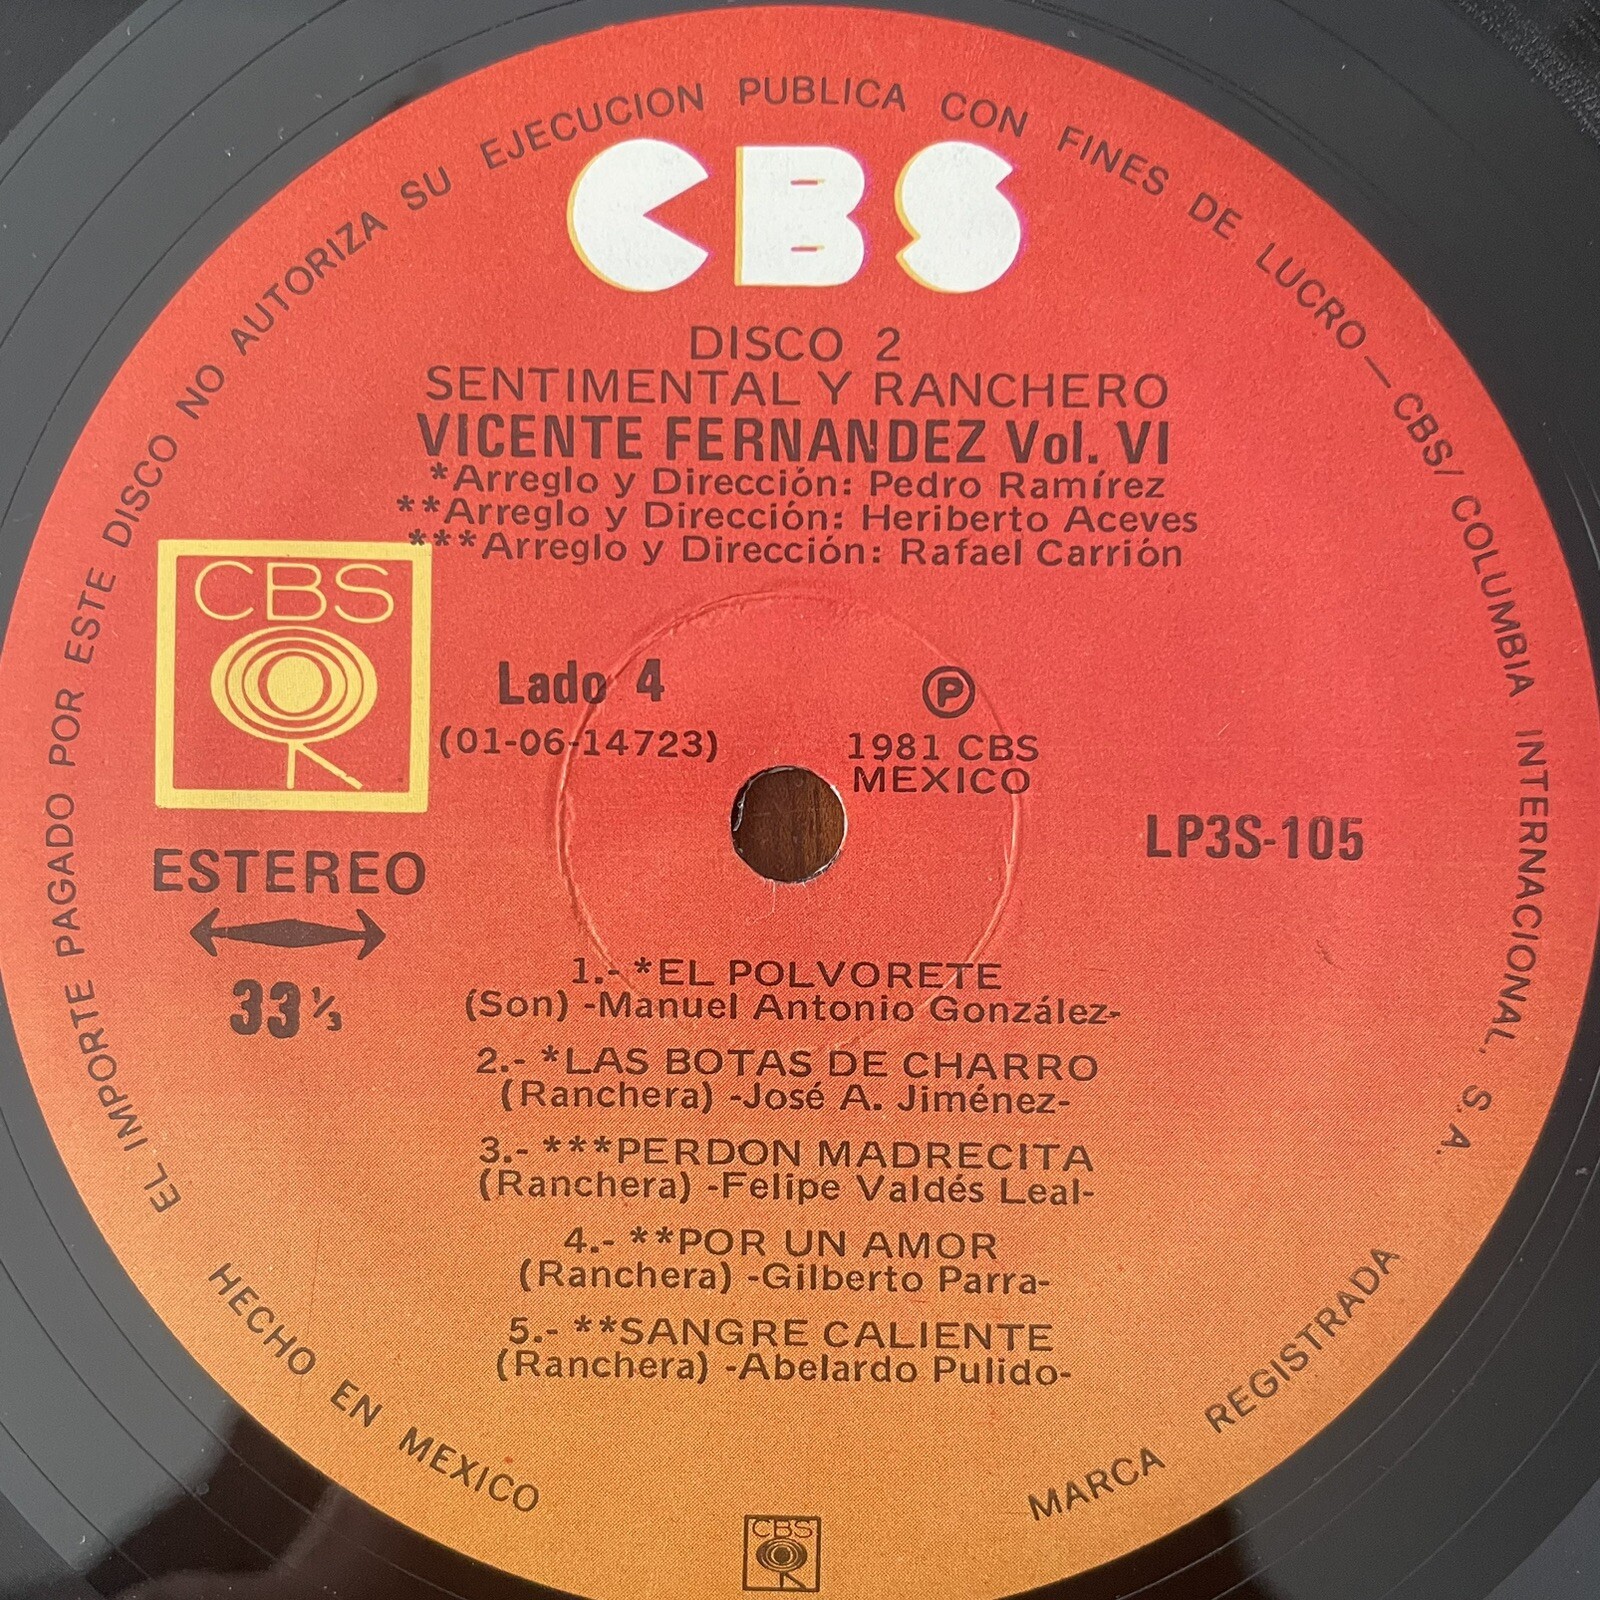 EL IMPORTE PAGADO POR ESTE DISCO NO AUTORIZA SU EJECUCION PUBLICA CON FINES DE LUCRO—CBS/COLUMBIA INTERNACIONAL, S.A.
CBS
DISCO 2
SENTIMENTAL Y RANCHERO
VICENTE FERNANDEZ Vol. VI
*Arreglo y Dirección: Pedro Ramírez
**Arreglo y Dirección: Heriberto Aceves
***Arreglo y Dirección: Rafael Carrión
CBS
Lado 4
(01-06-14723)
Ⓟ
1981 CBS
MEXICO
LP3S-105
ESTEREO
33⅓
1.- *EL POLVORETE
(Son) -Manuel Antonio González-
2.- *LAS BOTAS DE CHARRO
(Ranchera) -José A. Jiménez-
3.- ***PERDON MADRECITA
(Ranchera) -Felipe Valdés Leal-
4.- **POR UN AMOR
(Ranchera) -Gilberto Parra-
5.- **SANGRE CALIENTE
(Ranchera) -Abelardo Pulido-
HECHO EN MEXICO
MARCA REGISTRADA
CBS